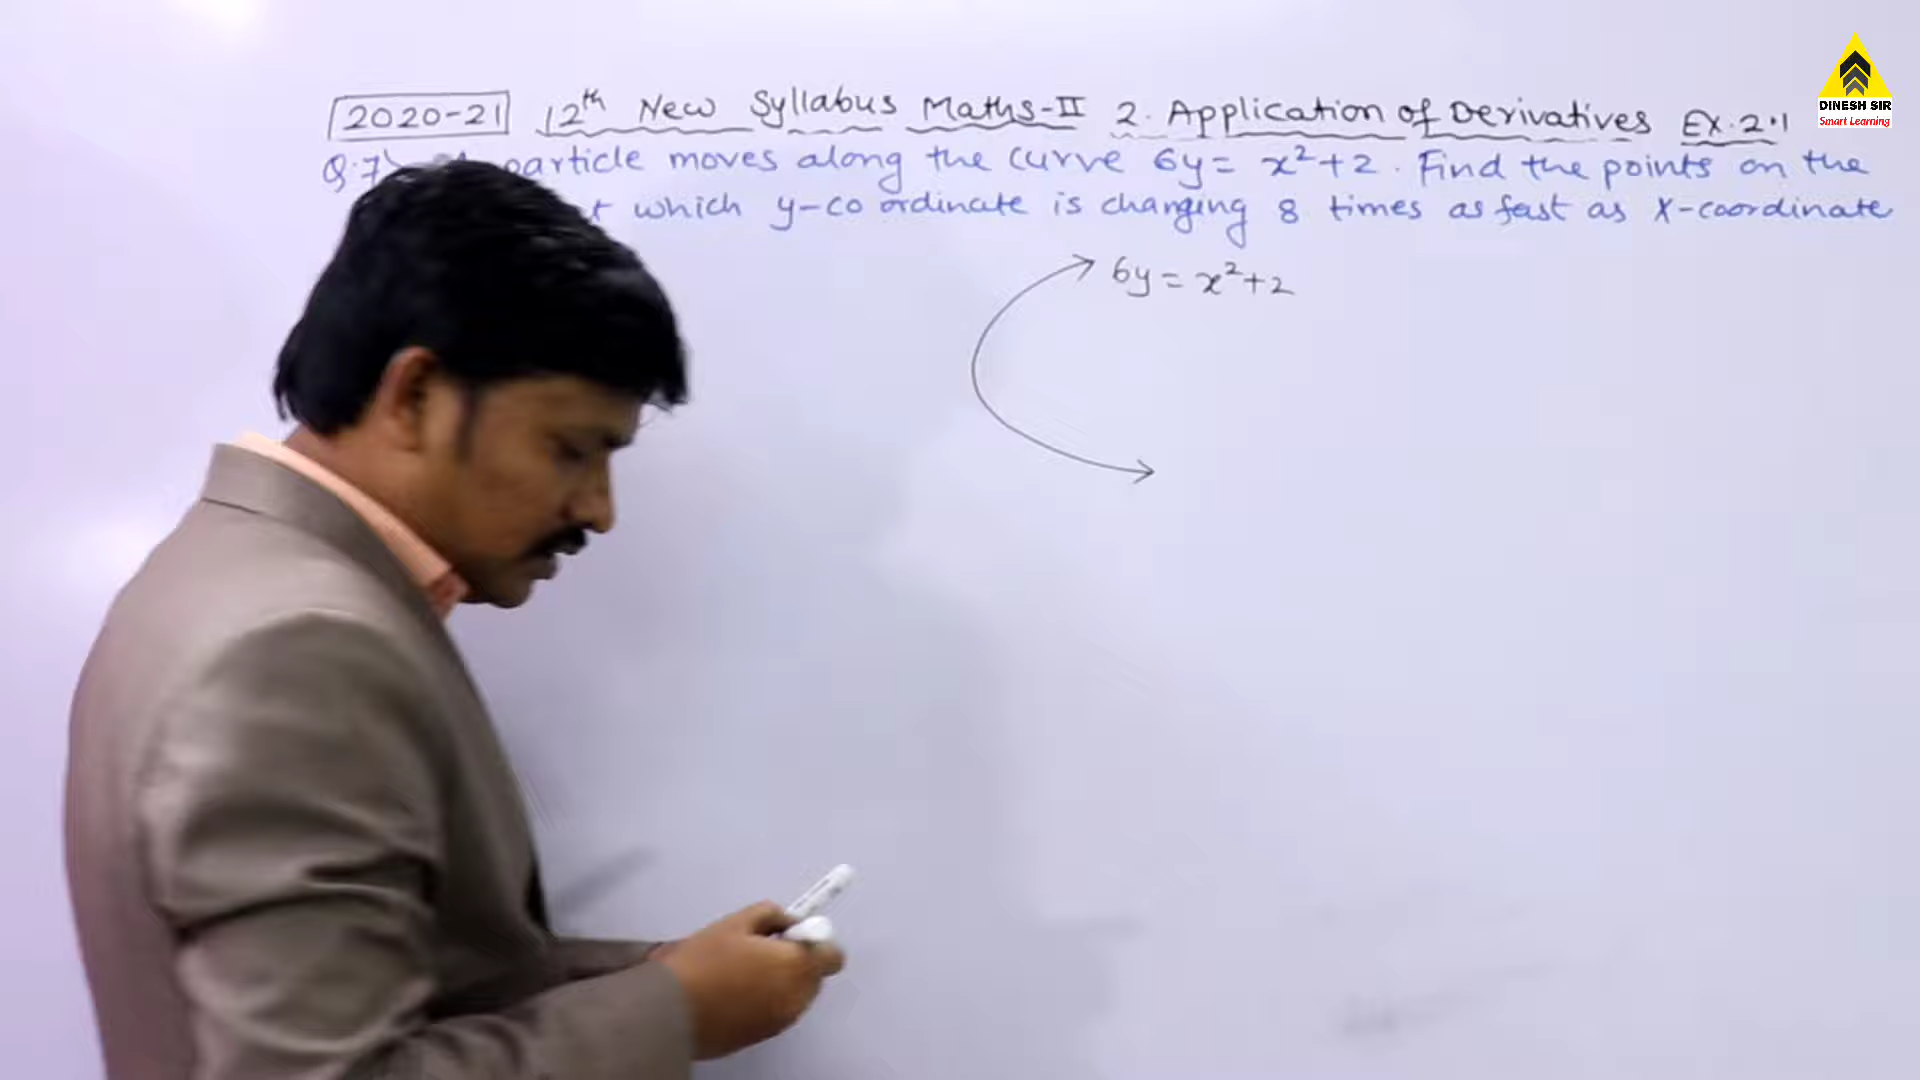 2020-21 12th New Syllabus Maths-II 2. Application of Derivatives Ex. 2.1
Q.7) particle moves along the curve 6y = x²+2. Find the points on the
which y-co ordinate is changing 8 times as fast as x-coordinate
6y = x²+2
DINESH SIR
Smart Learning